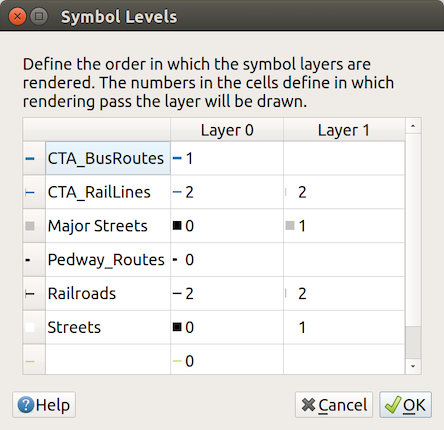 Symbol Levels
Define the order in which the symbol layers are
rendered. The numbers in the cells define in which
rendering pass the layer will be drawn.
Layer 0 Layer 1
CTA_BusRoutes 1
CTA_RailLines 2 2
Major Streets 0 1
Pedway_Routes 0
Railroads 2 2
Streets 0 1
0
Help Cancel OK